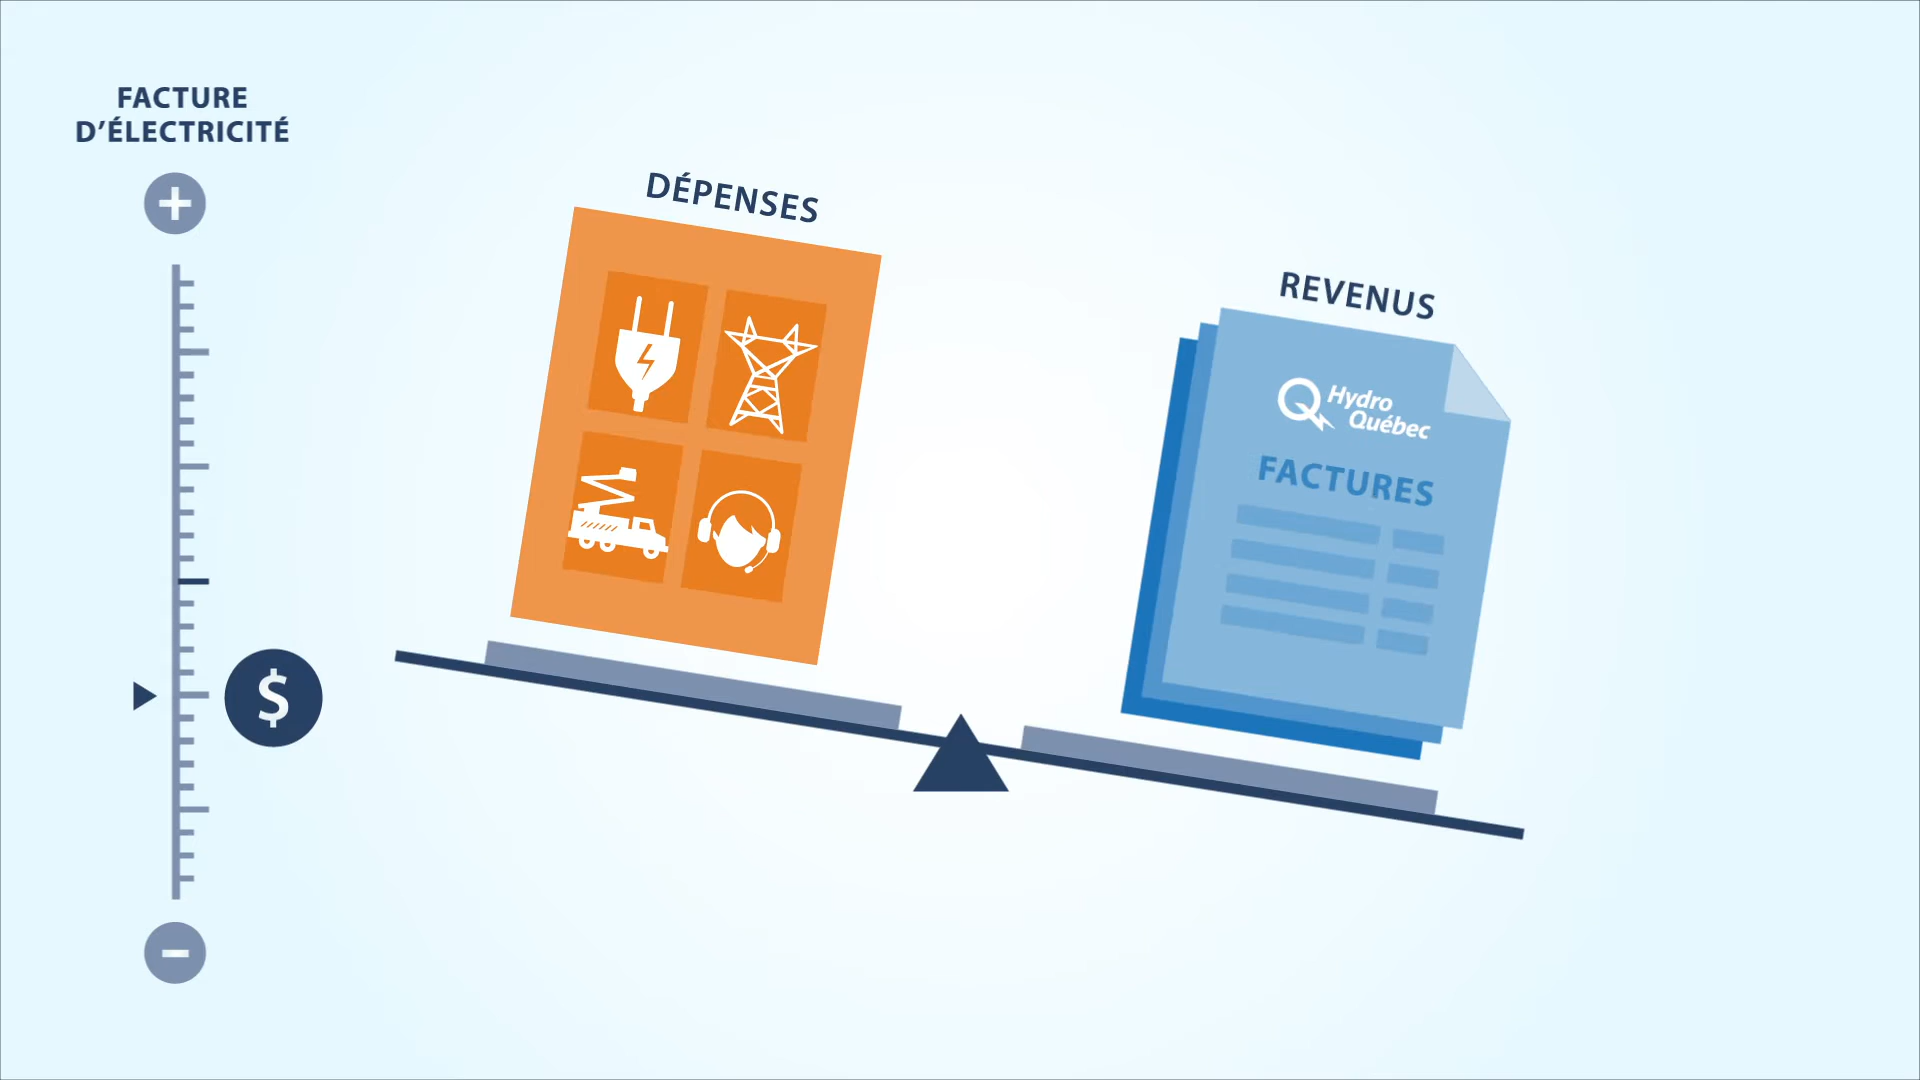 FACTURE
D’ÉLECTRICITÉ
+
DÉPENSES
REVENUS
Hydro
Québec
FACTURES
$
−